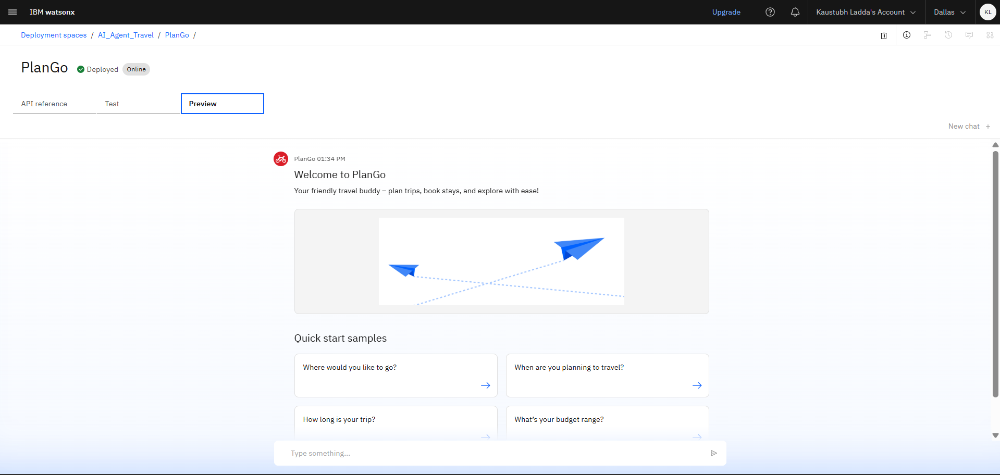 IBM watsonx
Upgrade
Kaustubh Ladda's Account
Dallas
KL
Deployment spaces / AI_Agent_Travel / PlanGo /
PlanGo
Deployed
Online
API reference
Test
Preview
New chat +
PlanGo 01:34 PM
Welcome to PlanGo
Your friendly travel buddy – plan trips, book stays, and explore with ease!
Quick start samples
Where would you like to go?
When are you planning to travel?
How long is your trip?
What’s your budget range?
Type something...